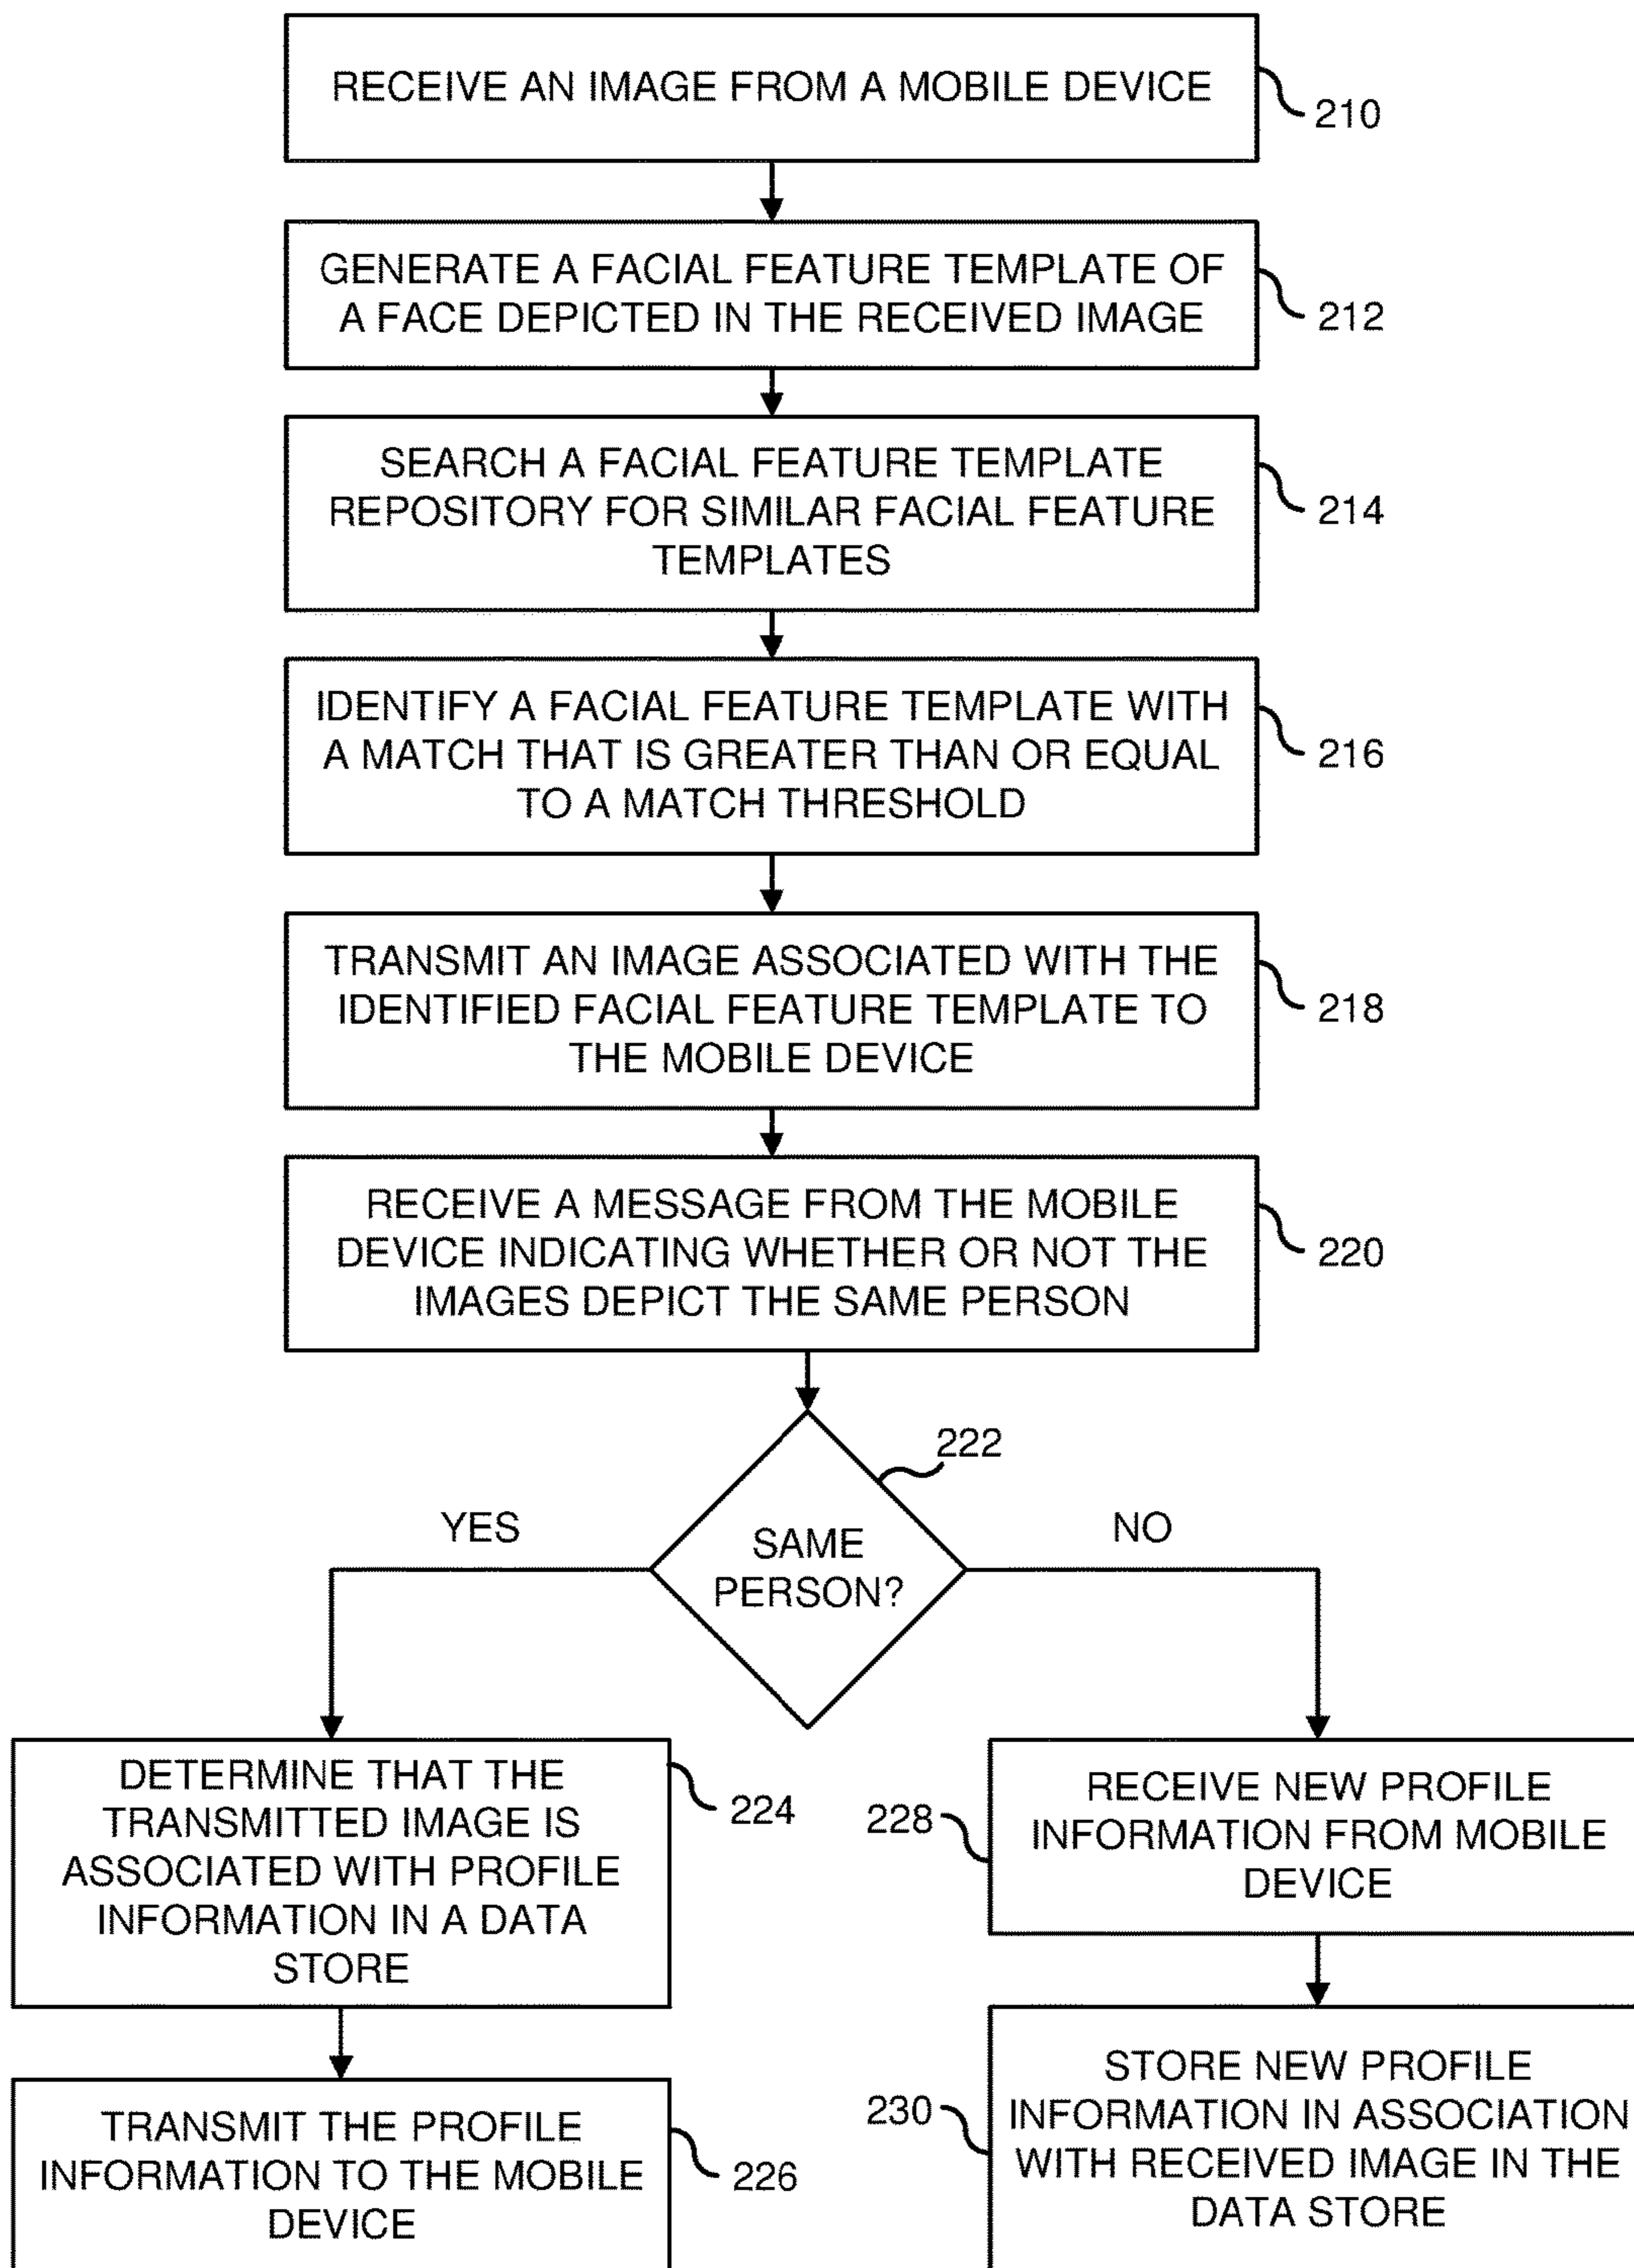 RECEIVE AN IMAGE FROM A MOBILE DEVICE
210
GENERATE A FACIAL FEATURE TEMPLATE OF
A FACE DEPICTED IN THE RECEIVED IMAGE
212
SEARCH A FACIAL FEATURE TEMPLATE
REPOSITORY FOR SIMILAR FACIAL FEATURE
TEMPLATES
214
IDENTIFY A FACIAL FEATURE TEMPLATE WITH
A MATCH THAT IS GREATER THAN OR EQUAL
TO A MATCH THRESHOLD
216
TRANSMIT AN IMAGE ASSOCIATED WITH THE
IDENTIFIED FACIAL FEATURE TEMPLATE TO
THE MOBILE DEVICE
218
RECEIVE A MESSAGE FROM THE MOBILE
DEVICE INDICATING WHETHER OR NOT THE
IMAGES DEPICT THE SAME PERSON
220
222
SAME
PERSON?
YES
NO
DETERMINE THAT THE
TRANSMITTED IMAGE IS
ASSOCIATED WITH PROFILE
INFORMATION IN A DATA
STORE
224
TRANSMIT THE PROFILE
INFORMATION TO THE MOBILE
DEVICE
226
RECEIVE NEW PROFILE
INFORMATION FROM MOBILE
DEVICE
228
STORE NEW PROFILE
INFORMATION IN ASSOCIATION
WITH RECEIVED IMAGE IN THE
DATA STORE
230